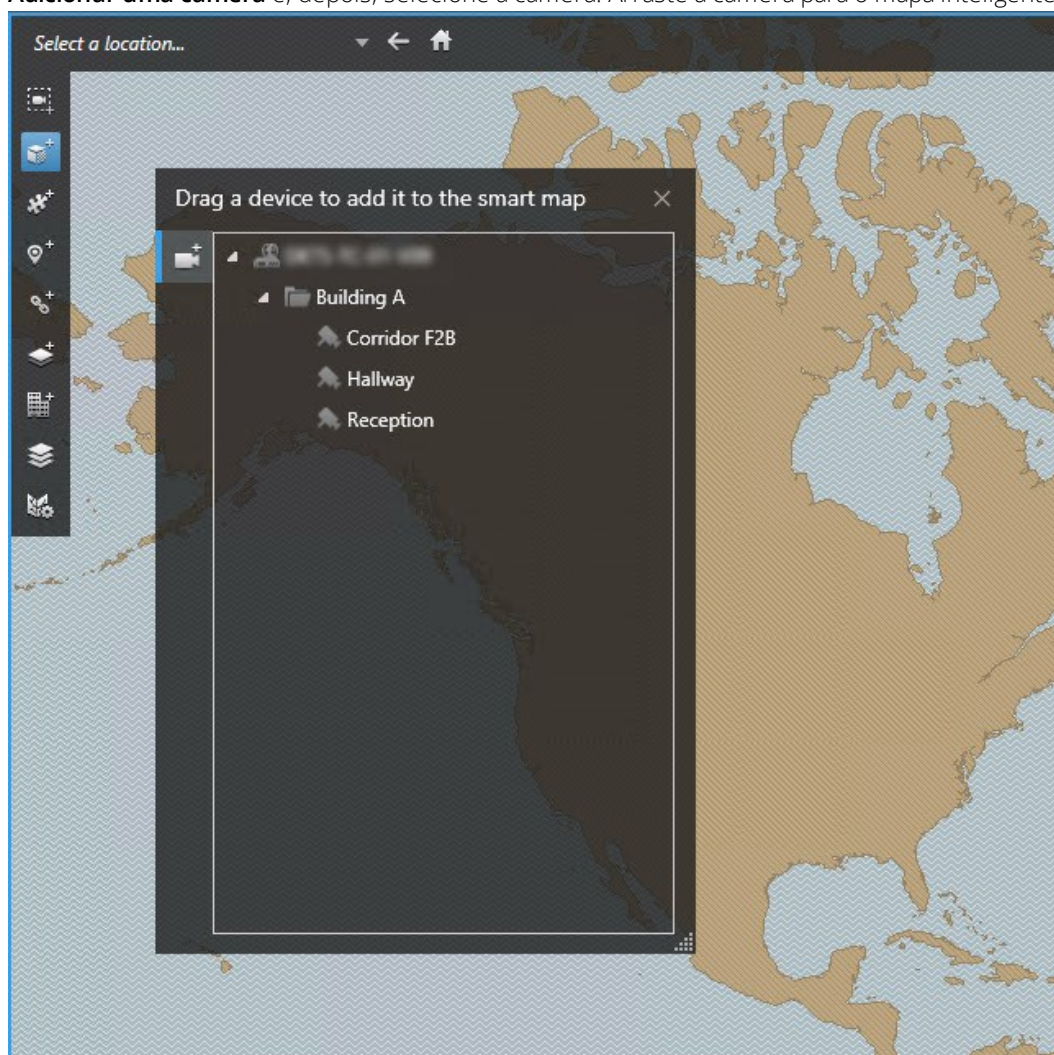 Adicionar uma câmera e, depois, selecione a câmera. Arraste a câmera para o mapa inteligente
Select a location...
Drag a device to add it to the smart map
Building A
Corridor F2B
Hallway
Reception